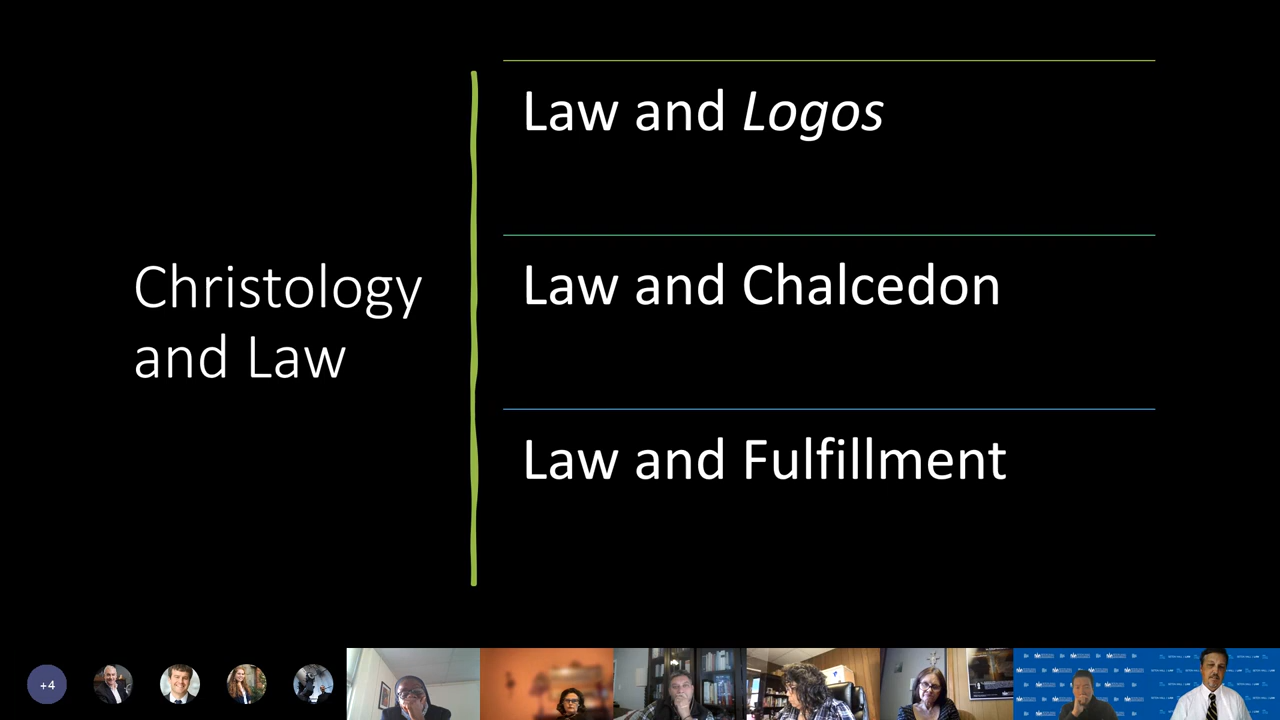 Christology
and Law
Law and Logos
Law and Chalcedon
Law and Fulfillment
+4